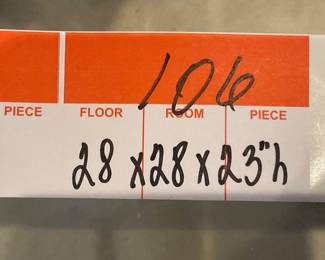 106
PIECE FLOOR ROOM PIECE
28 x 28 x 23"h